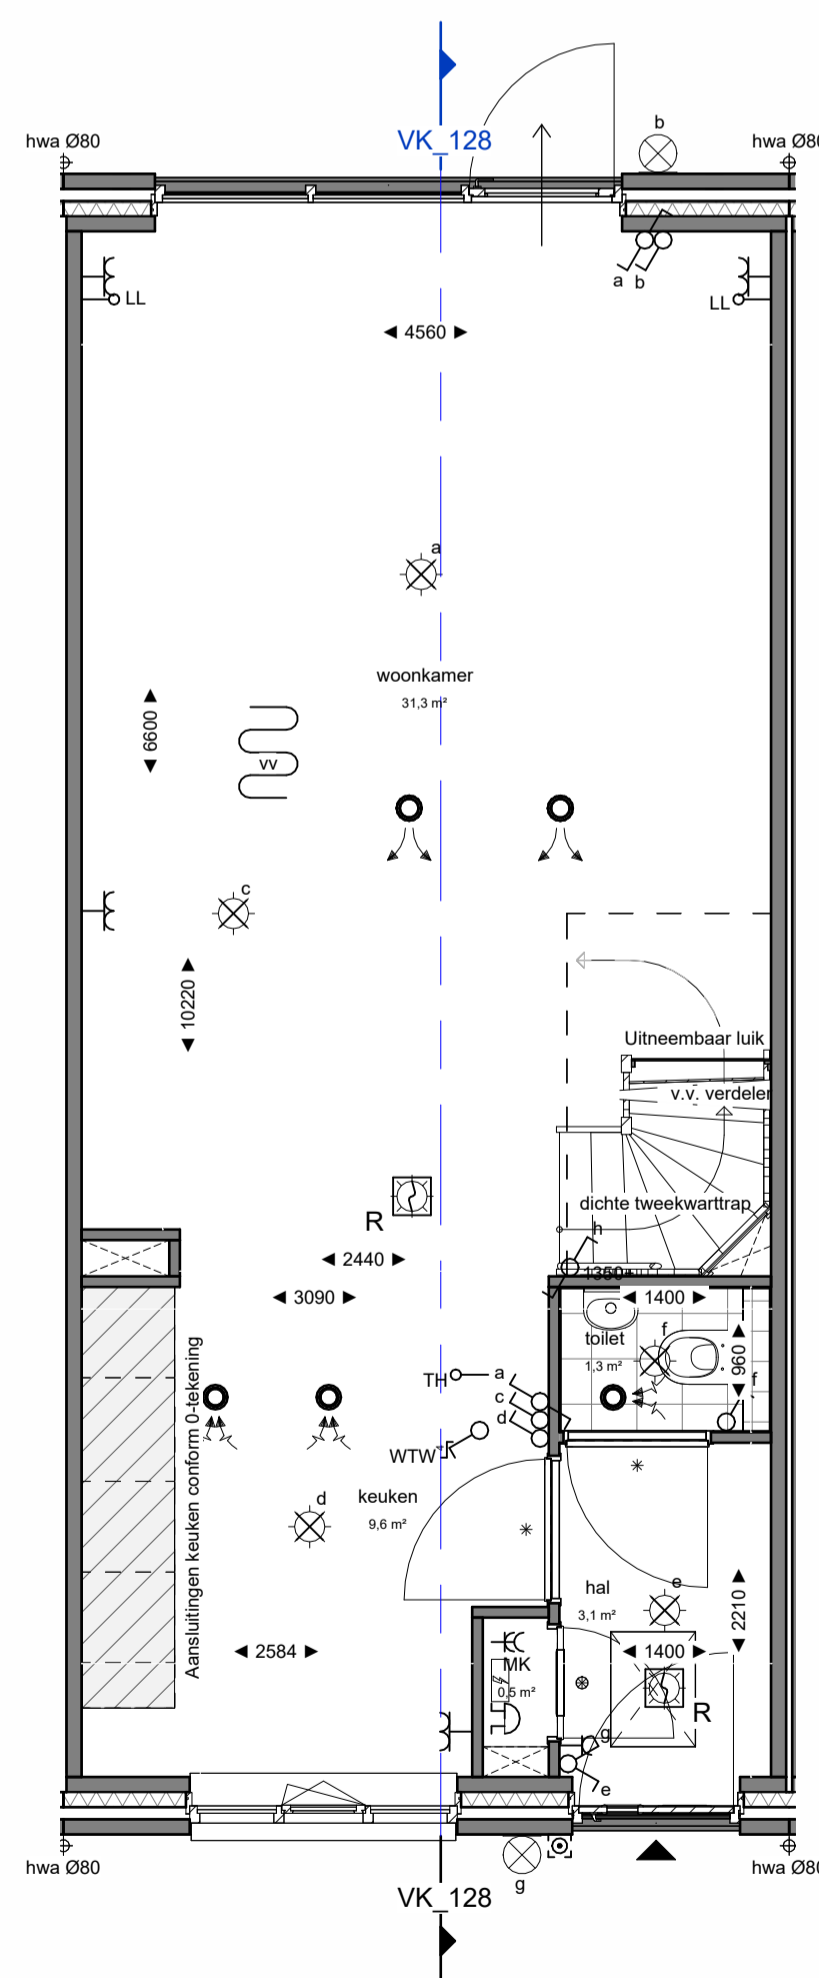 VK_128
hwa Ø80
hwa Ø80
b
a b
LL
LL
4560
a
woonkamer
31,3 m²
6600
vv
c
10220
Uitneembaar luik
v.v. verdeler
dichte tweekwarttrap
h
R
1350+
2440
3090
1400
toilet
1,3 m²
f
960
f
Aansluitingen keuken conform 0-tekening
TH
a
c
d
WTW
keuken
9,6 m²
d
hal
3,1 m²
e
2210
2584
1400
MK
0,5 m²
R
g
e
hwa Ø80
hwa Ø80
g
VK_128